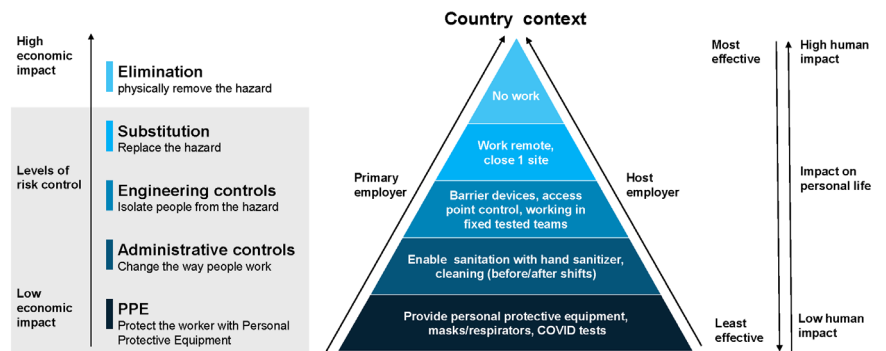 Country context
High
economic
impact
Elimination
physically remove the hazard
Substitution
Replace the hazard
Levels of
risk control
Engineering controls
Isolate people from the hazard
Administrative controls
Change the way people work
Low
economic
impact
PPE
Protect the worker with Personal
Protective Equipment
Primary
employer
No work
Work remote,
close 1 site
Barrier devices, access
point control, working in
fixed tested teams
Enable sanitation with hand sanitizer,
cleaning (before/after shifts)
Provide personal protective equipment,
masks/respirators, COVID tests
Host
employer
Most
effective
Least
effective
High human
impact
Impact on
personal life
Low human
impact